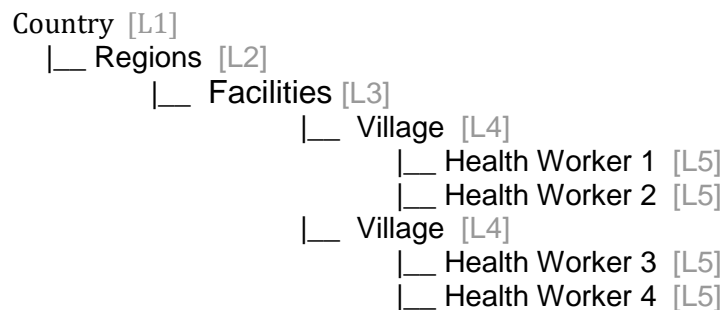 Country [L1]
|__ Regions [L2]
|__ Facilities [L3]
|__ Village [L4]
|__ Health Worker 1 [L5]
|__ Health Worker 2 [L5]
|__ Village [L4]
|__ Health Worker 3 [L5]
|__ Health Worker 4 [L5]